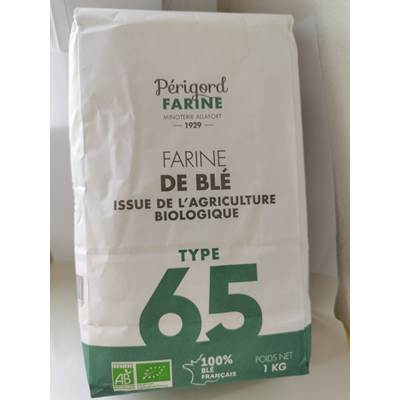 Périgord
FARINE
MINOTERIE ALLAFORT
1929
FARINE
DE BLÉ
ISSUE DE L'AGRICULTURE
BIOLOGIQUE
TYPE
65
AB
100%
BLÉ
FRANÇAIS
POIDS NET
1 KG